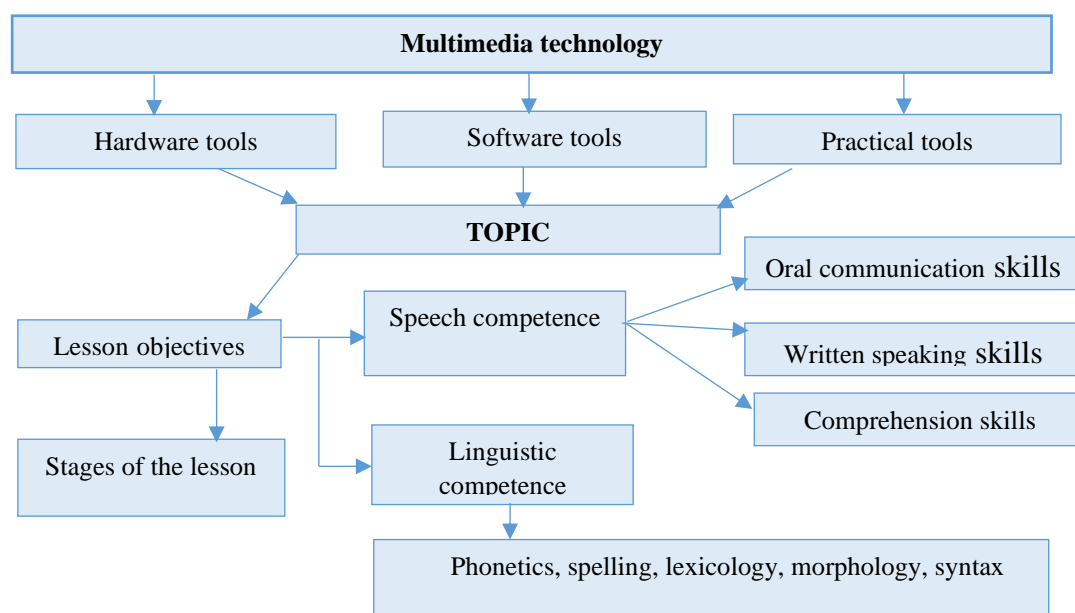 Multimedia technology
Hardware tools
Software tools
Practical tools
TOPIC
Oral communication skills
Speech competence
Lesson objectives
Written speaking skills
Comprehension skills
Stages of the lesson
Linguistic
competence
Phonetics, spelling, lexicology, morphology, syntax